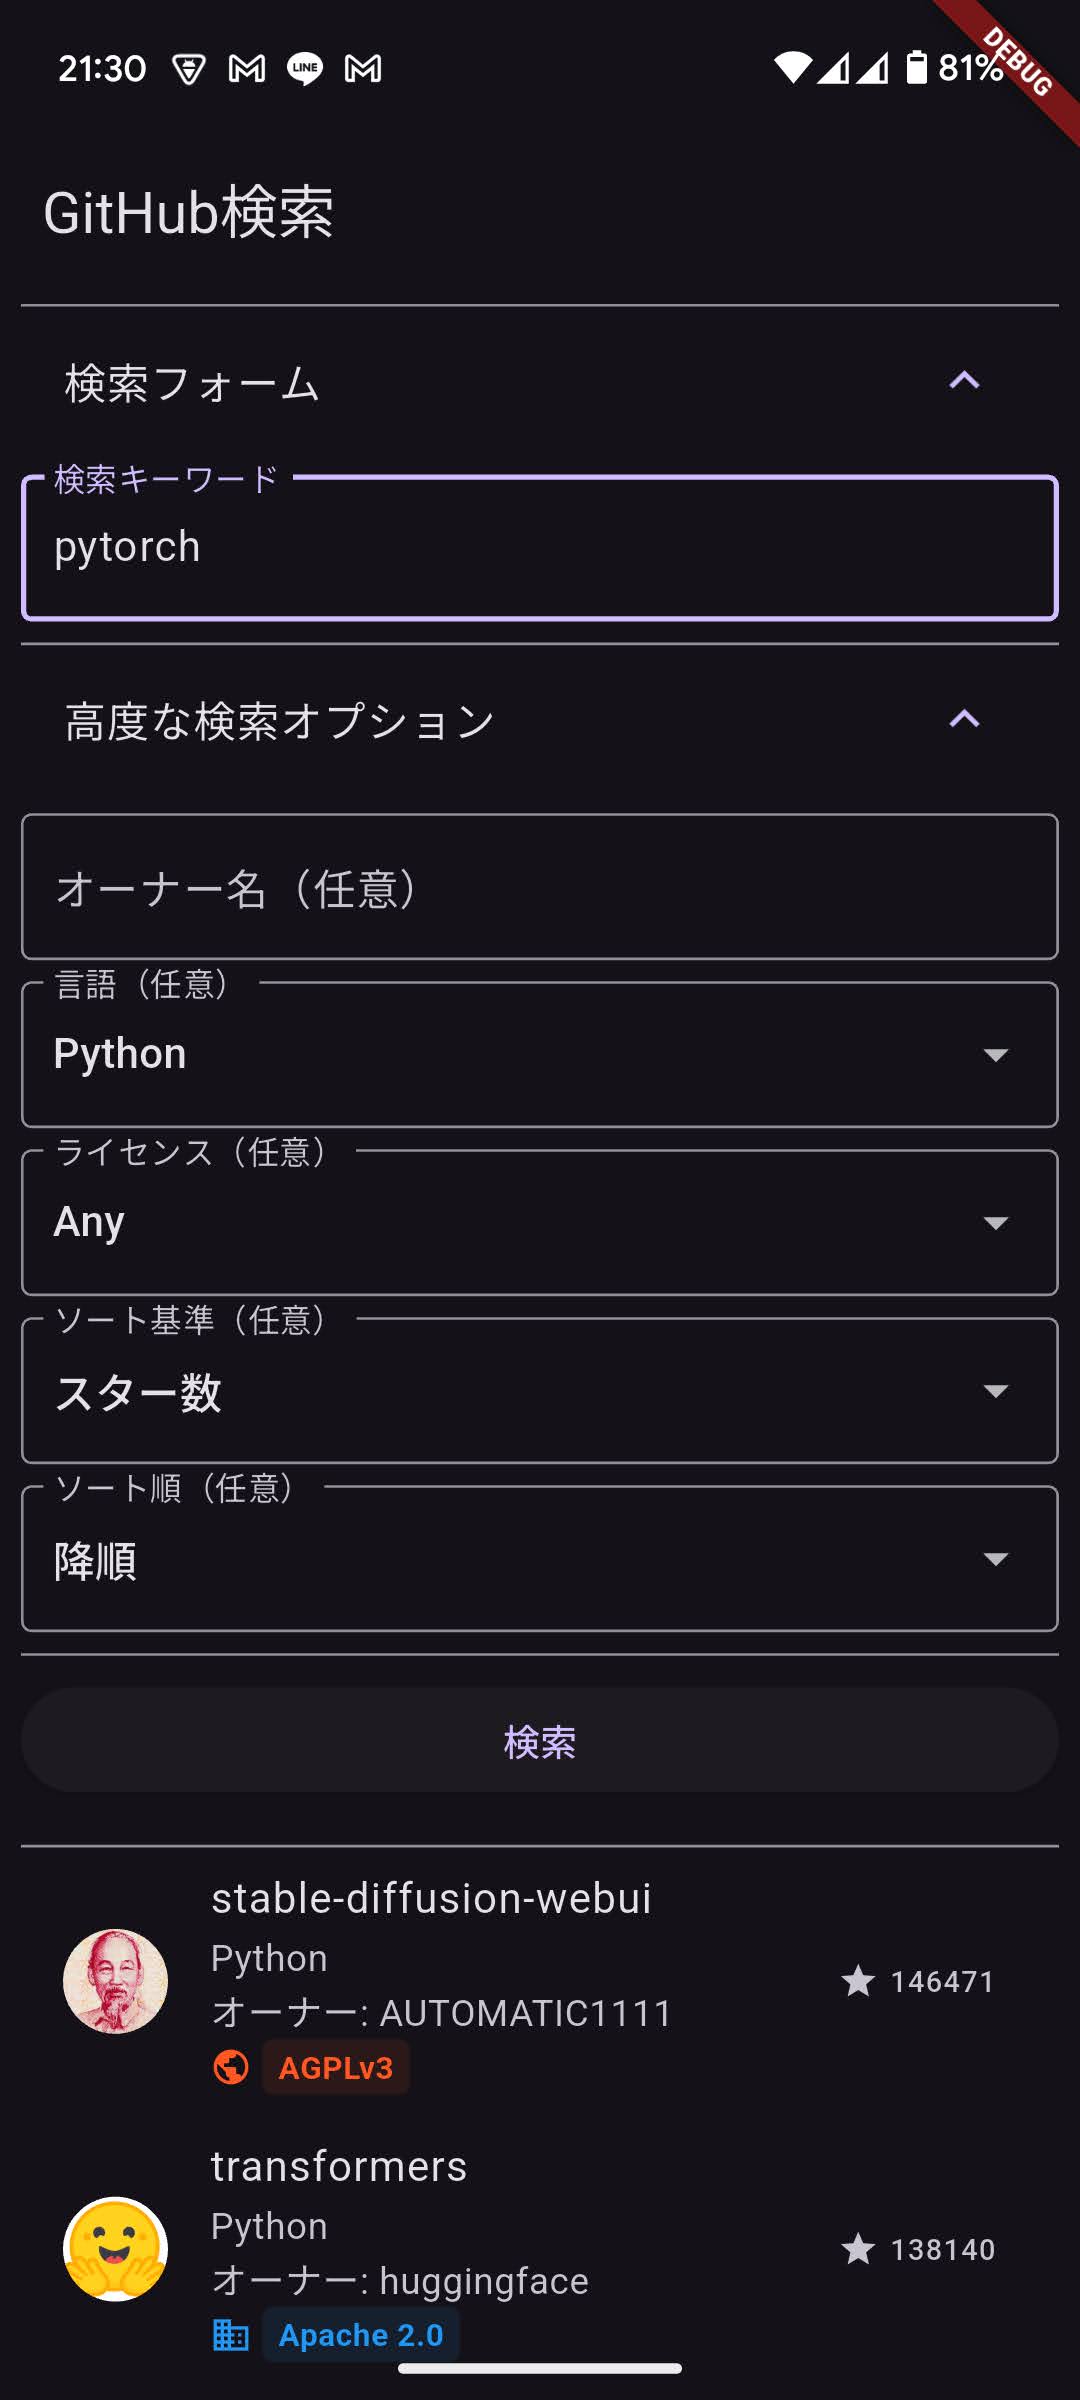 21:30 LINE 81%
DEBUG
GitHub検索
検索フォーム
検索キーワード
pytorch
高度な検索オプション
オーナー名（任意）
言語（任意）
Python
ライセンス（任意）
Any
ソート基準（任意）
スター数
ソート順（任意）
降順
検索
stable-diffusion-webui
Python
146471
オーナー: AUTOMATIC1111
AGPLv3
transformers
Python
138140
オーナー: huggingface
Apache 2.0